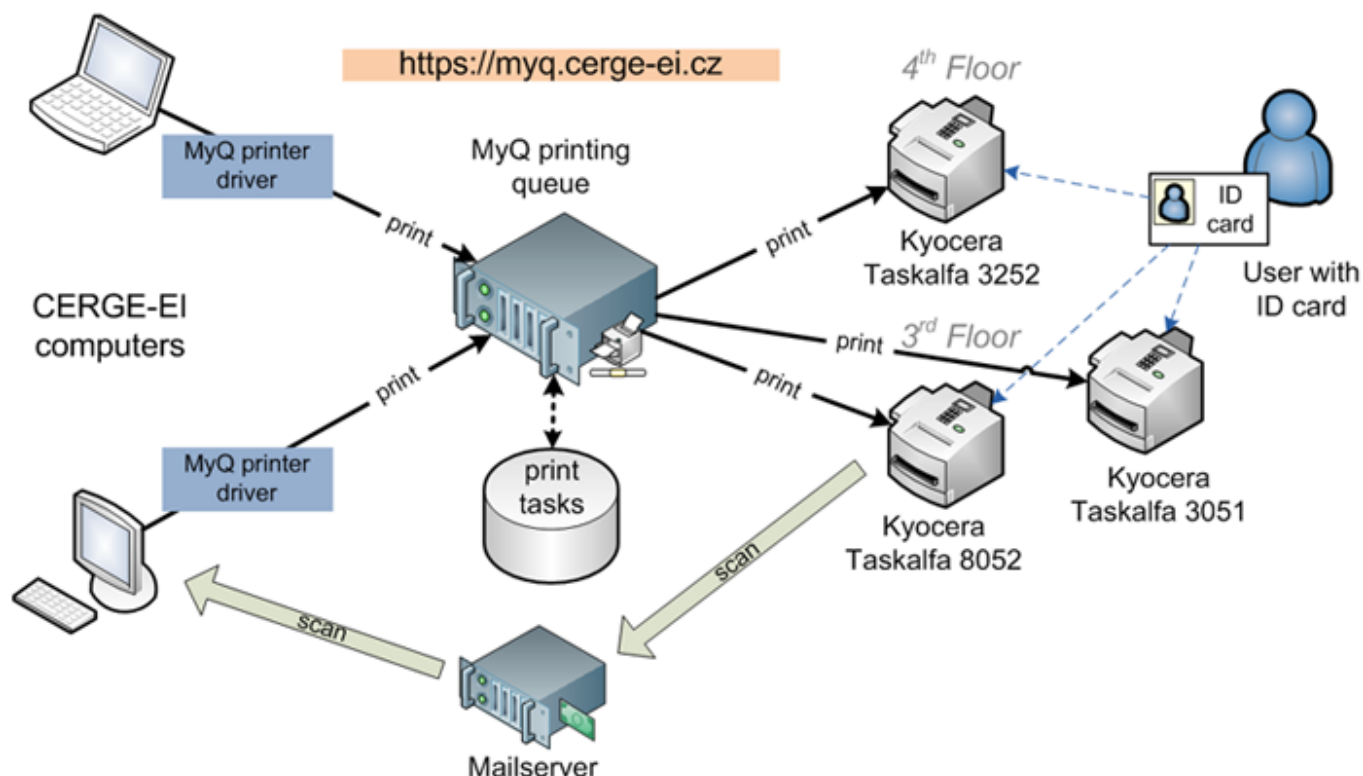 https://myq.cerge-ei.cz
4th Floor
MyQ printer
driver
MyQ printing
queue
ID
card
print
print
Kyocera
Taskalfa 3252
User with
ID card
CERGE-EI
computers
3rd Floor
print
print
print
MyQ printer
driver
print
tasks
Kyocera
Taskalfa 3051
Kyocera
Taskalfa 8052
scan
scan
Mailserver